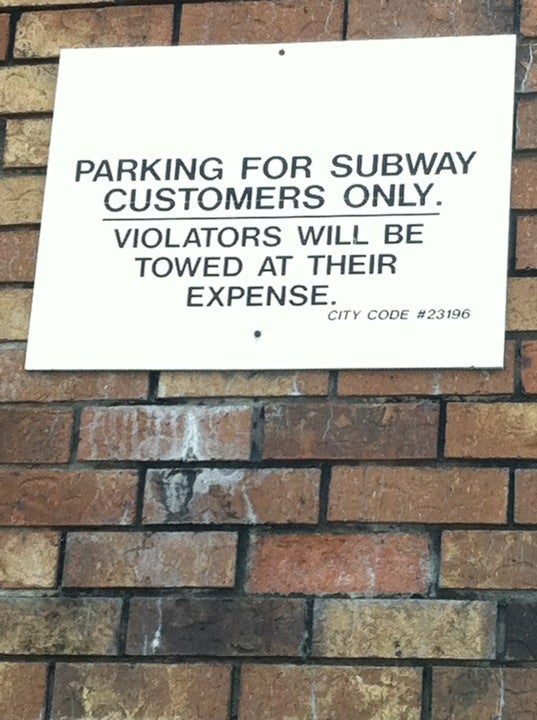 PARKING FOR SUBWAY
CUSTOMERS ONLY.
VIOLATORS WILL BE
TOWED AT THEIR
EXPENSE.
CITY CODE #23196